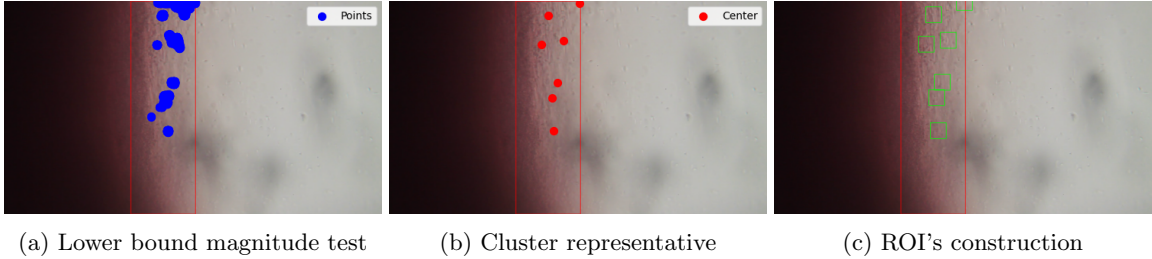 Points
Center
(a) Lower bound magnitude test
(b) Cluster representative
(c) ROI's construction